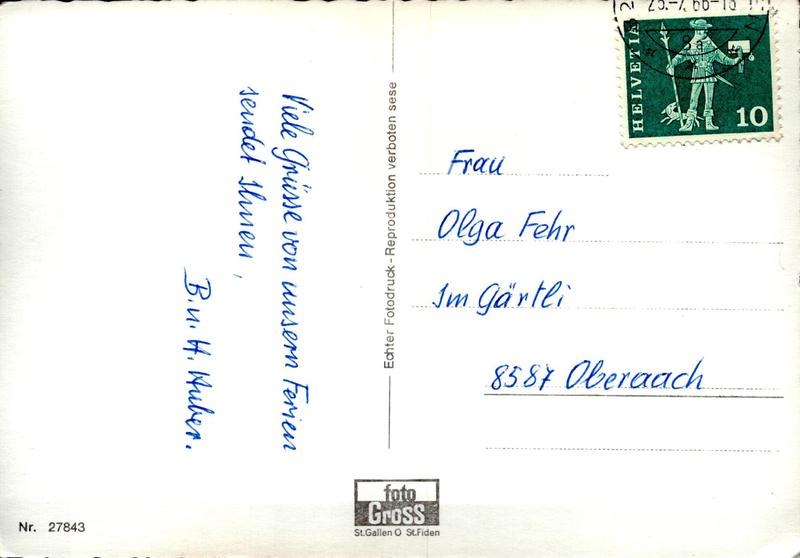 Viele Grüsse von unsern Ferien
sendet Ihnen,
B. u. H. Huber.
Echter Fotodruck - Reproduktion verboten sese
HELVETIA
10
Frau
Olga Fehr
Im Gärtli
8587 Oberaach
foto
Gross
St.Gallen O St.Fiden
Nr. 27843